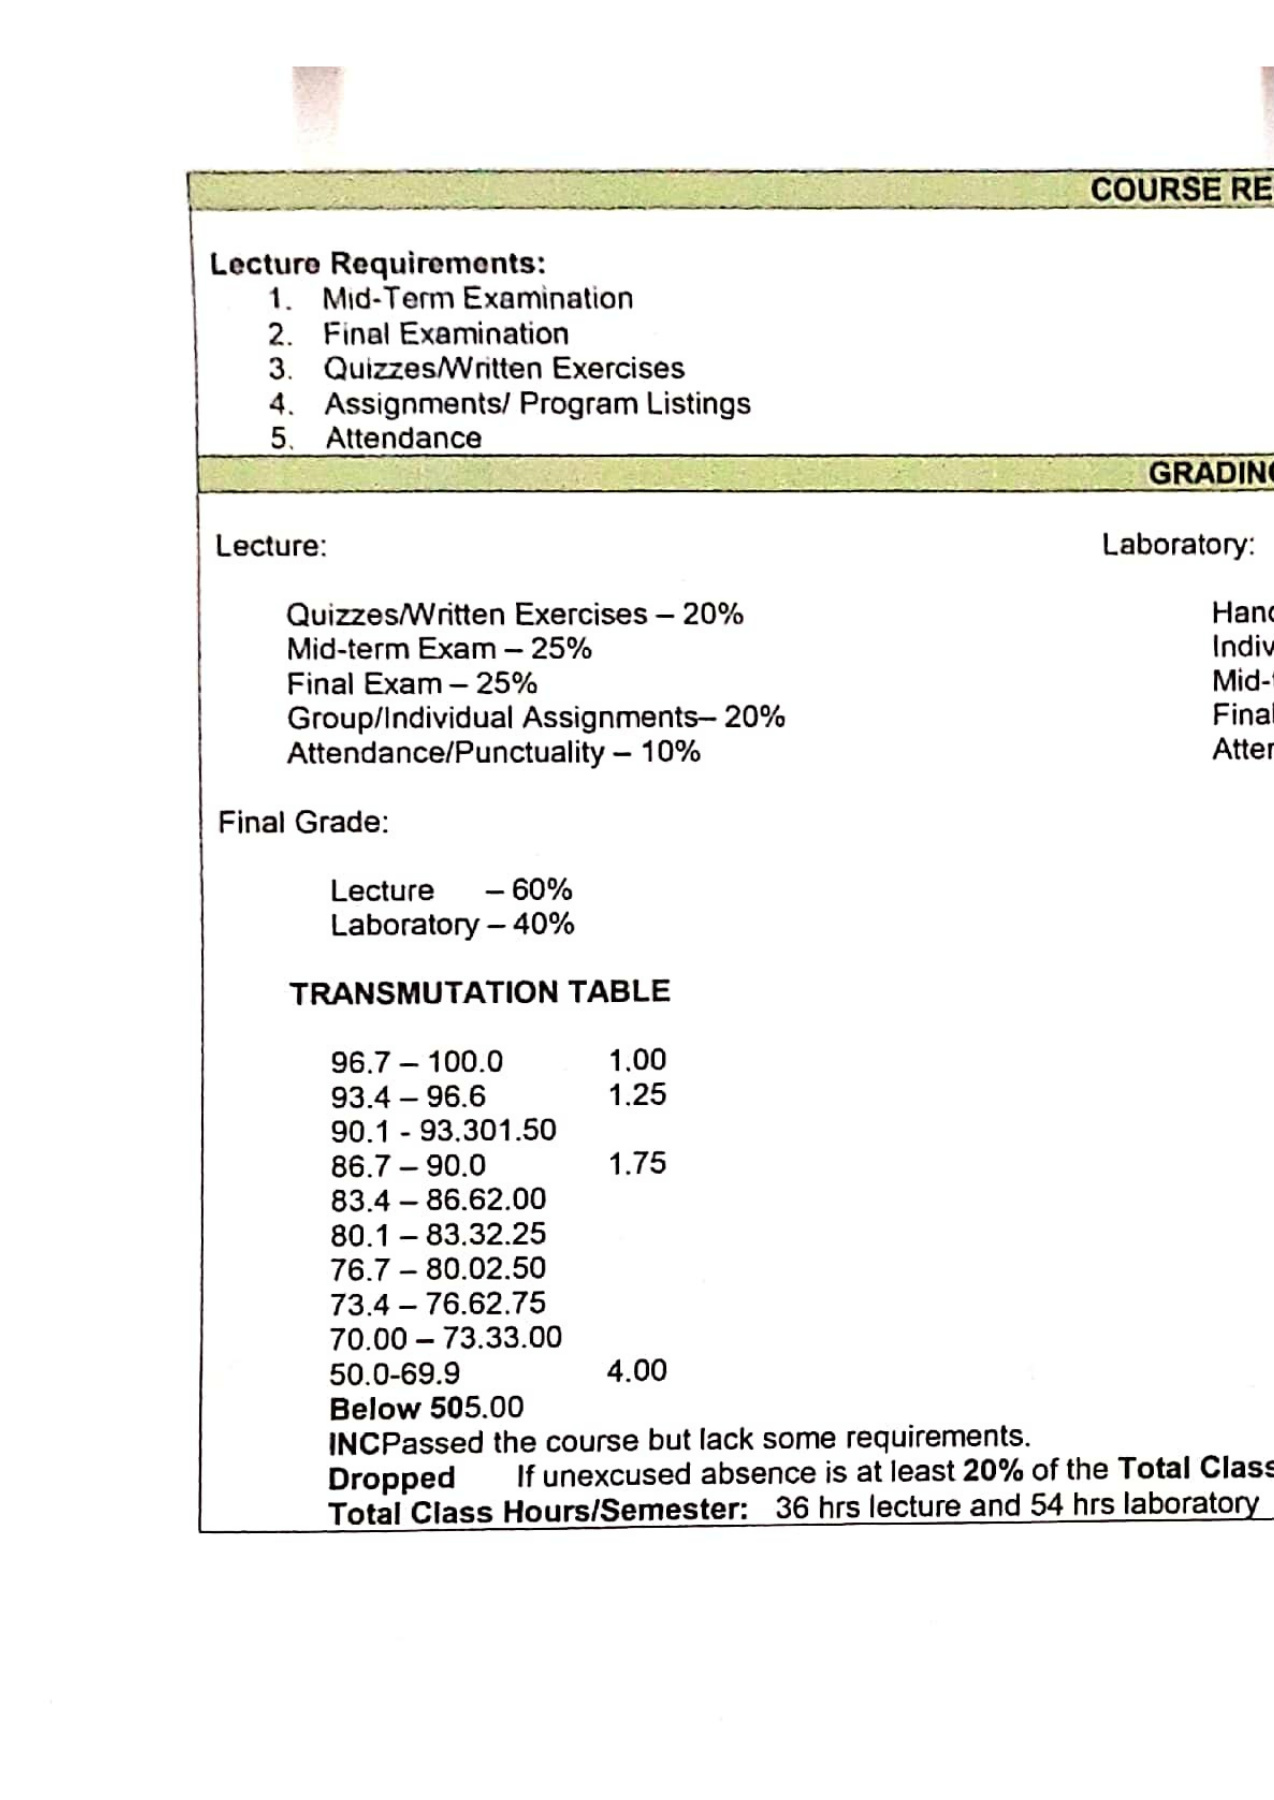 COURSE RE
Lecture Requirements:
1. Mid-Term Examination
2. Final Examination
3. Quizzes/Written Exercises
4. Assignments/ Program Listings
5. Attendance
GRADING
Lecture:
Laboratory:
Quizzes/Written Exercises – 20%
Mid-term Exam – 25%
Final Exam – 25%
Group/Individual Assignments– 20%
Attendance/Punctuality – 10%
Hand
Indiv
Mid-
Final
Atten
Final Grade:
Lecture – 60%
Laboratory – 40%
TRANSMUTATION TABLE
96.7 – 100.0 1.00
93.4 – 96.6 1.25
90.1 - 93.301.50
86.7 – 90.0 1.75
83.4 – 86.62.00
80.1 – 83.32.25
76.7 – 80.02.50
73.4 – 76.62.75
70.00 – 73.33.00
50.0-69.9 4.00
Below 505.00
INCPassed the course but lack some requirements.
Dropped If unexcused absence is at least 20% of the Total Class
Total Class Hours/Semester: 36 hrs lecture and 54 hrs laboratory